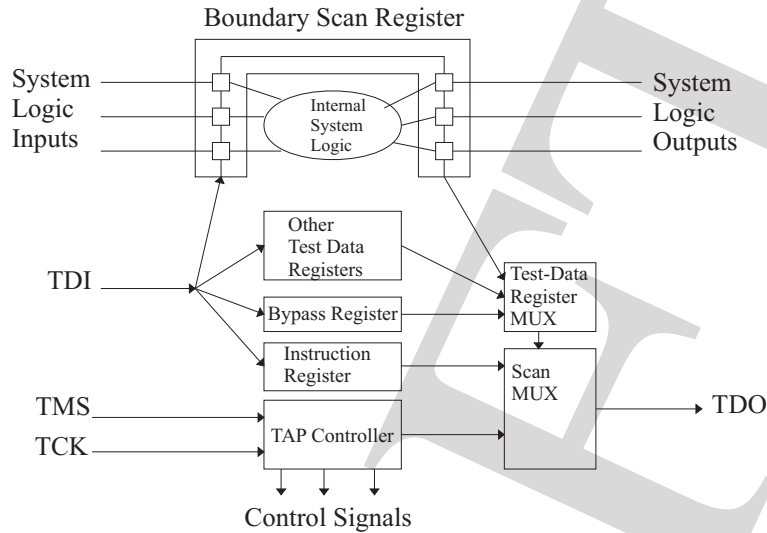 Boundary Scan Register
System
Logic
Inputs
Internal
System
Logic
System
Logic
Outputs
Other
Test Data
Registers
TDI
Bypass Register
Test-Data
Register
MUX
Instruction
Register
Scan
MUX
TDO
TMS
TCK
TAP Controller
Control Signals